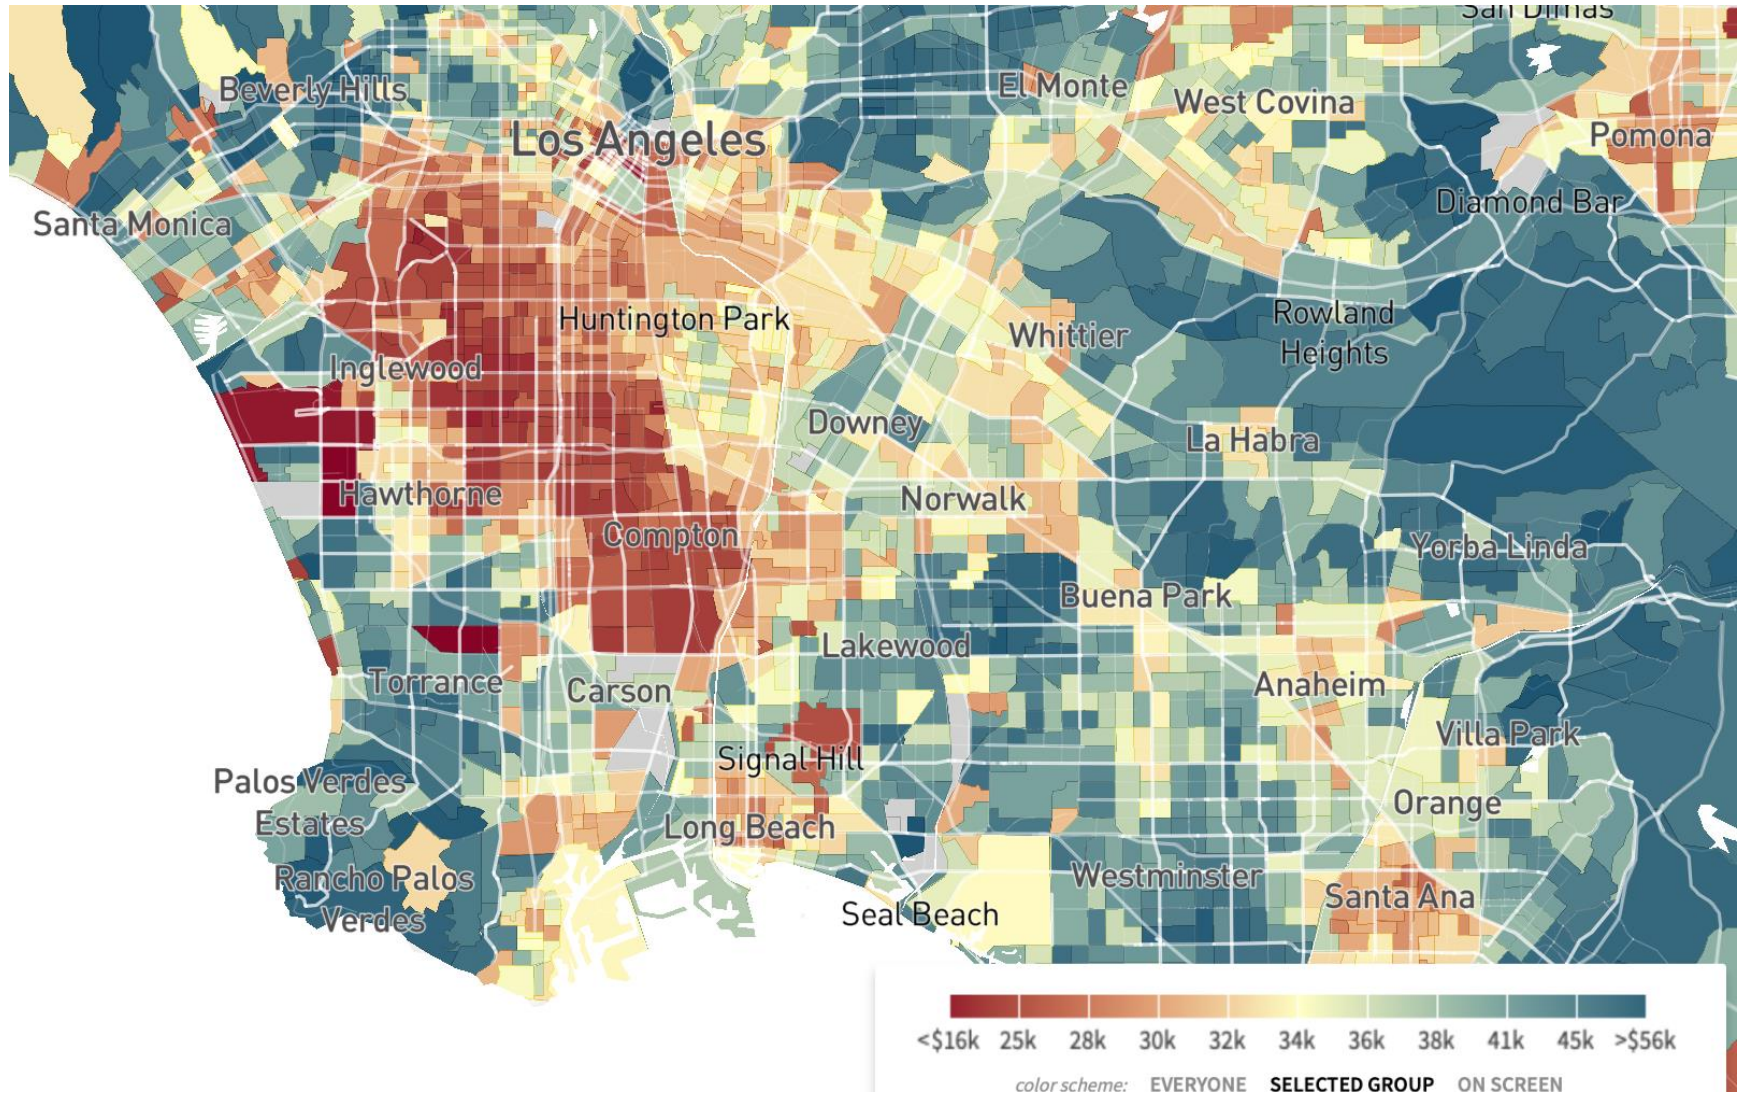 San Dimas
Beverly Hills
El Monte
West Covina
Los Angeles
Pomona
Diamond Bar
Santa Monica
Huntington Park
Rowland
Heights
Whittier
Inglewood
Downey
La Habra
Hawthorne
Norwalk
Compton
Yorba Linda
Buena Park
Lakewood
Torrance
Carson
Anaheim
Villa Park
Signal Hill
Palos Verdes
Estates
Orange
Long Beach
Rancho Palos
Verdes
Westminster
Santa Ana
Seal Beach
<$16k 25k 28k 30k 32k 34k 36k 38k 41k 45k >$56k
color scheme: EVERYONE SELECTED GROUP ON SCREEN